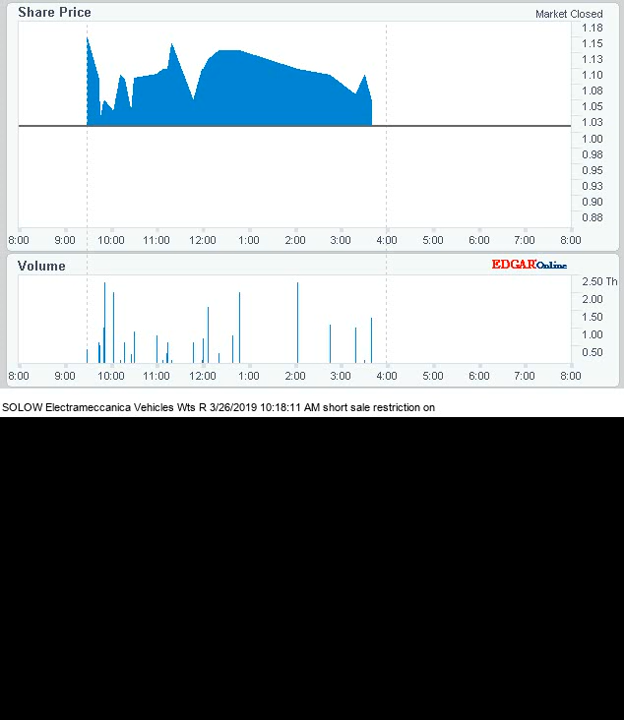 Share Price
Market Closed
1.18
1.15
1.13
1.10
1.08
1.05
1.03
1.00
0.98
0.95
0.93
0.90
0.88
8:00 9:00 10:00 11:00 12:00 1:00 2:00 3:00 4:00 5:00 6:00 7:00 8:00
Volume
EDGAR Online
2.50 Th
2.00
1.50
1.00
0.50
8:00 9:00 10:00 11:00 12:00 1:00 2:00 3:00 4:00 5:00 6:00 7:00 8:00
SOLOW Electrameccanica Vehicles Wts R 3/26/2019 10:18:11 AM short sale restriction on